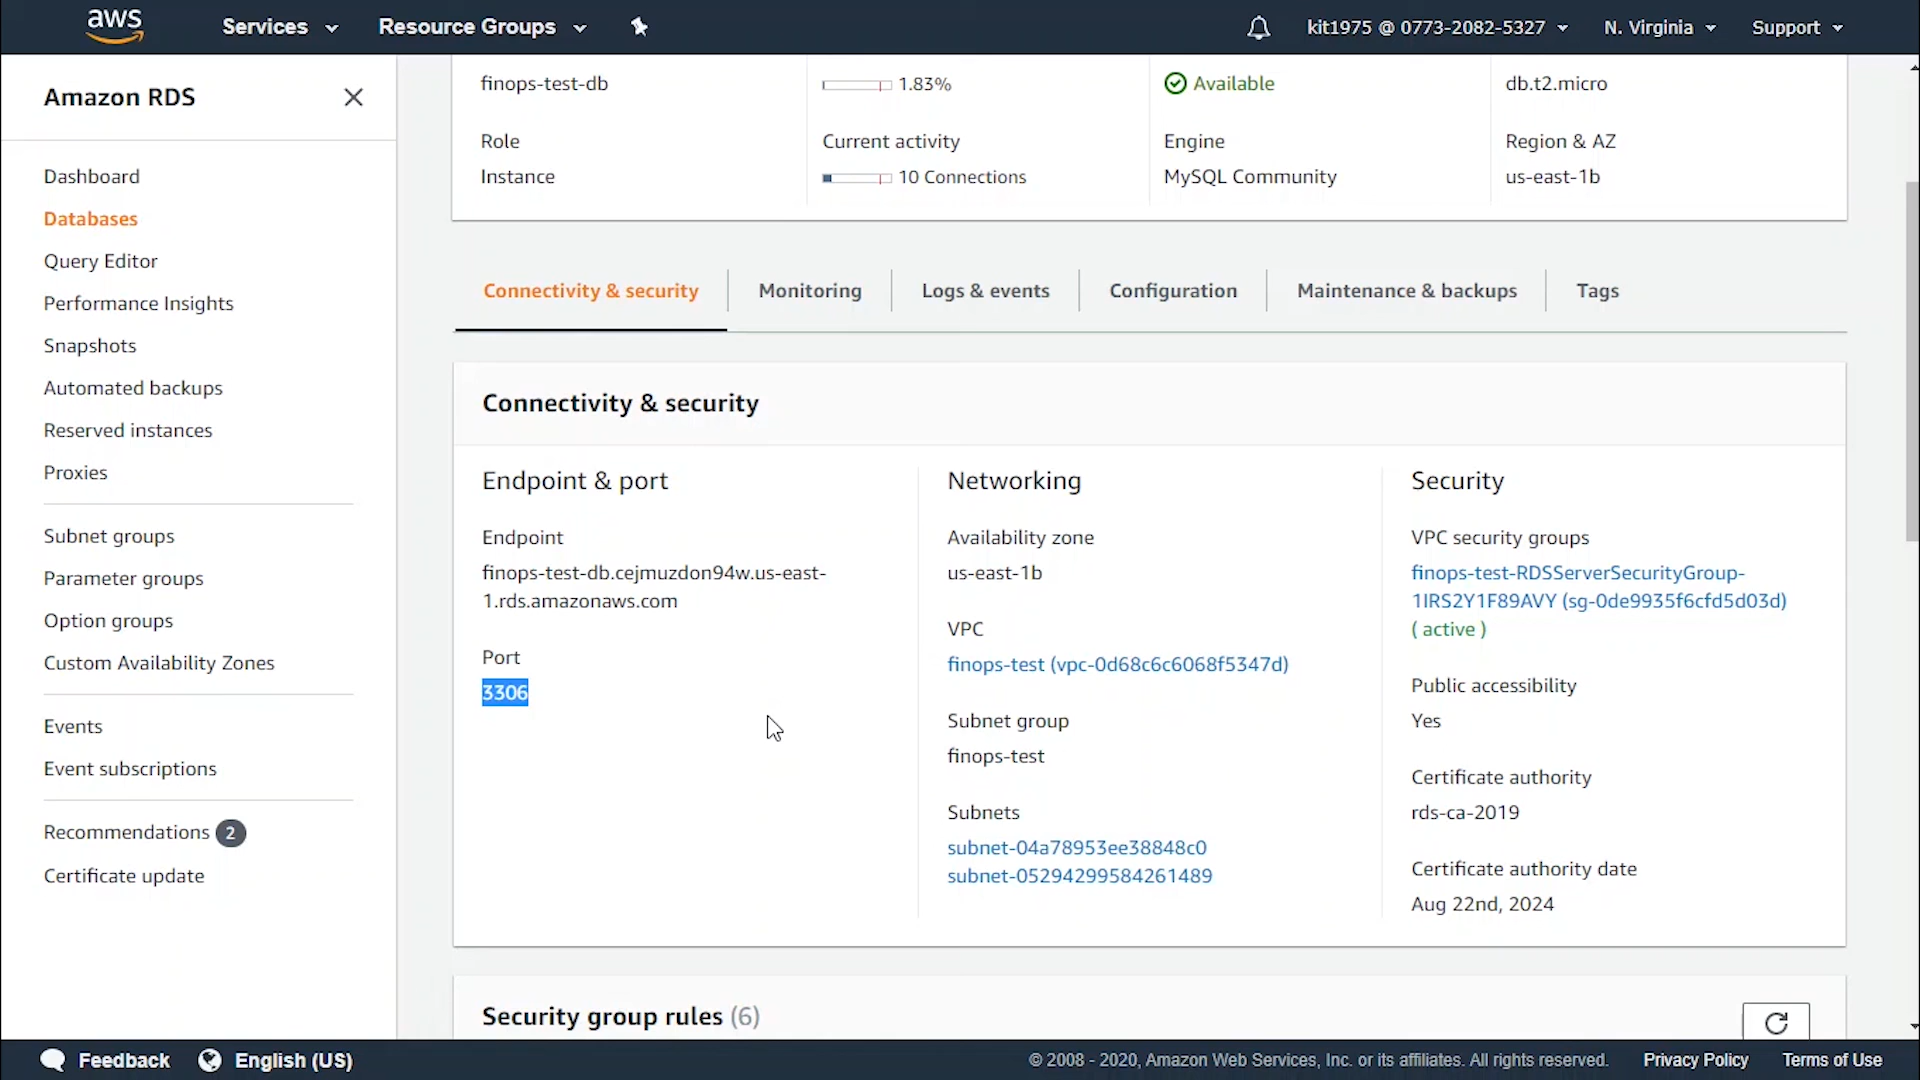 aws
Services
Resource Groups
kit1975 @ 0773-2082-5327
N. Virginia
Support
Amazon RDS
Dashboard
Databases
Query Editor
Performance Insights
Snapshots
Automated backups
Reserved instances
Proxies
Subnet groups
Parameter groups
Option groups
Custom Availability Zones
Events
Event subscriptions
Recommendations 2
Certificate update
finops-test-db
1.83%
Available
db.t2.micro
Role
Current activity
Engine
Region & AZ
Instance
10 Connections
MySQL Community
us-east-1b
Connectivity & security
Monitoring
Logs & events
Configuration
Maintenance & backups
Tags
Connectivity & security
Endpoint & port
Endpoint
finops-test-db.cejmuzdon94w.us-east-
1.rds.amazonaws.com
Port
3306
Networking
Availability zone
us-east-1b
VPC
finops-test (vpc-0d68c6c6068f5347d)
Subnet group
finops-test
Subnets
subnet-04a78953ee38848c0
subnet-05294299584261489
Security
VPC security groups
finops-test-RDSServerSecurityGroup-
1IRS2Y1F89AVY (sg-0de9935f6cfd5d03d)
( active )
Public accessibility
Yes
Certificate authority
rds-ca-2019
Certificate authority date
Aug 22nd, 2024
Security group rules (6)
Feedback
English (US)
© 2008 - 2020, Amazon Web Services, Inc. or its affiliates. All rights reserved.
Privacy Policy
Terms of Use